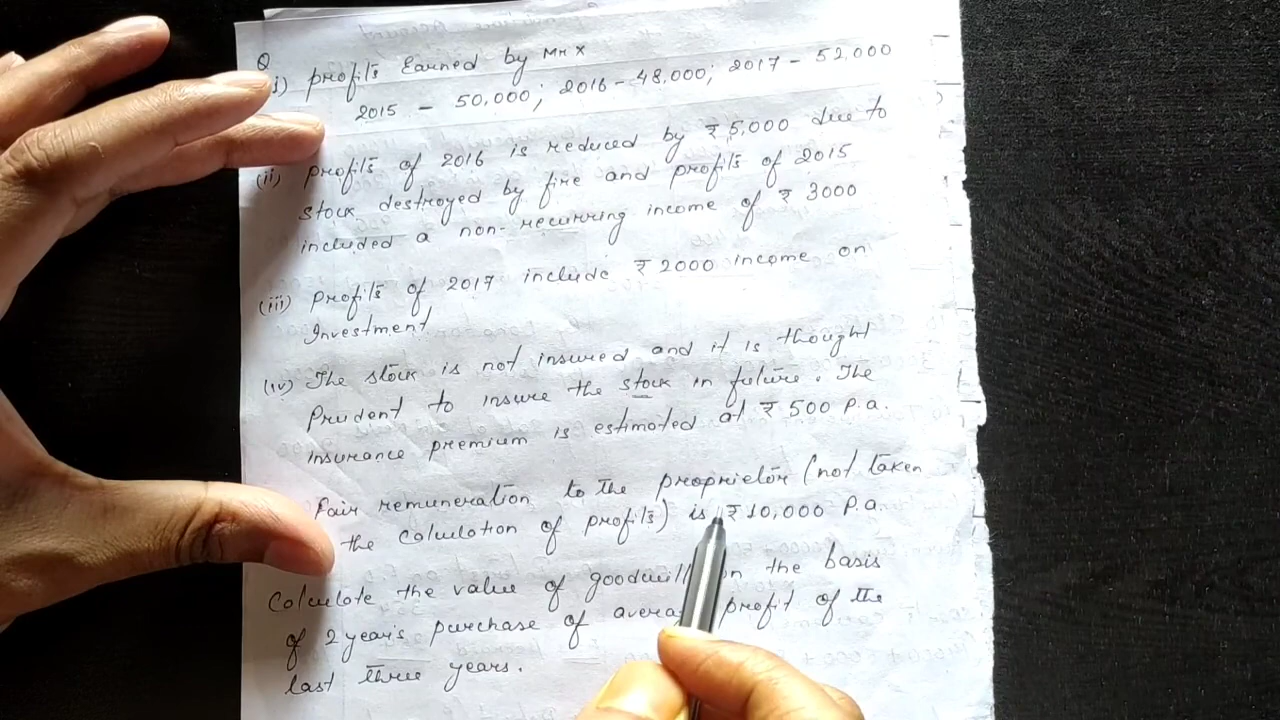 Q
i) profits Earned by Mr X
2015 - 50,000; 2016 - 48,000; 2017 - 52,000
(ii) profits of 2016 is reduced by ₹ 5,000 due to
stock destroyed by fire and profits of 2015
included a non-recurring income of ₹ 3000
(iii) Profits of 2017 include ₹ 2000 income on
Investment
(iv) The stock is not insured and it is thought
Prudent to insure the stock in future. The
insurance premium is estimated at ₹ 500 P.a.
Fair remuneration to the proprietor (not taken
the calculation of profits) is ₹ 10,000 P.a.
Calculate the value of goodwill on the basis
of 2 year's purchase of profit of the
last three years.